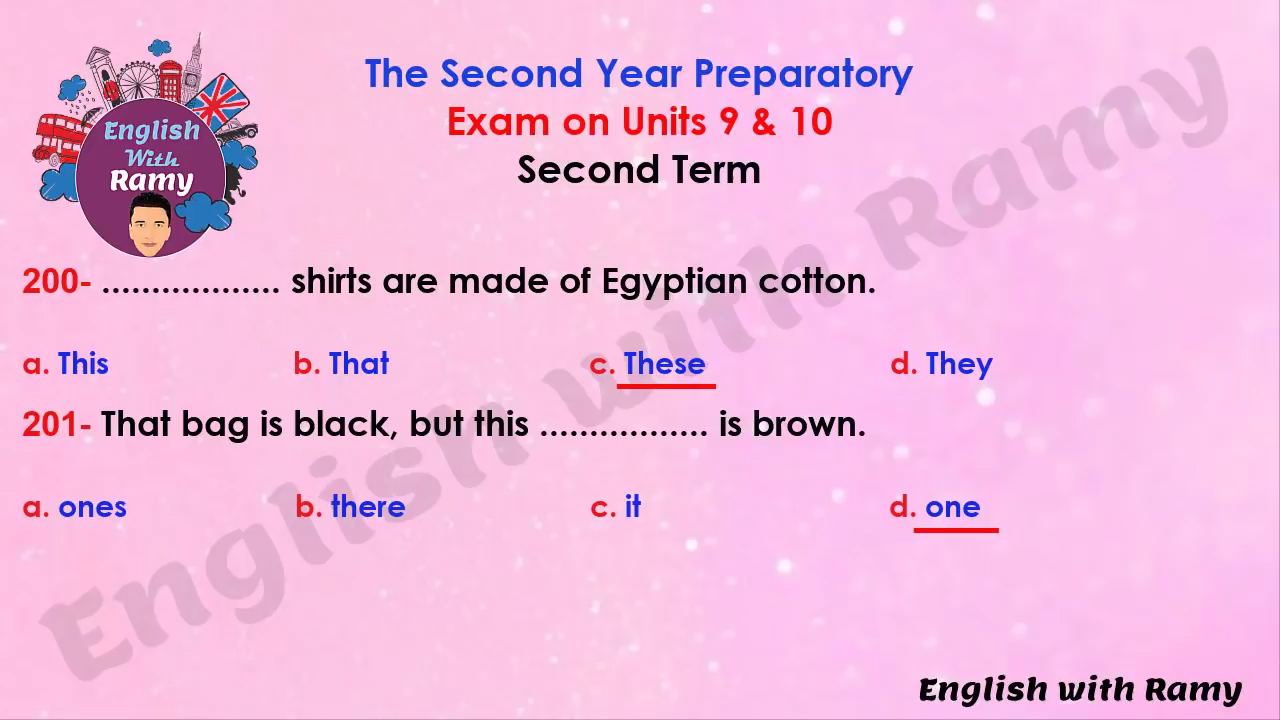 English
With
Ramy
The Second Year Preparatory
Exam on Units 9 & 10
Second Term
200- .................. shirts are made of Egyptian cotton.
a. This b. That c. These d. They
201- That bag is black, but this ................. is brown.
a. ones b. there c. it d. one
English with Ramy
English with Ramy